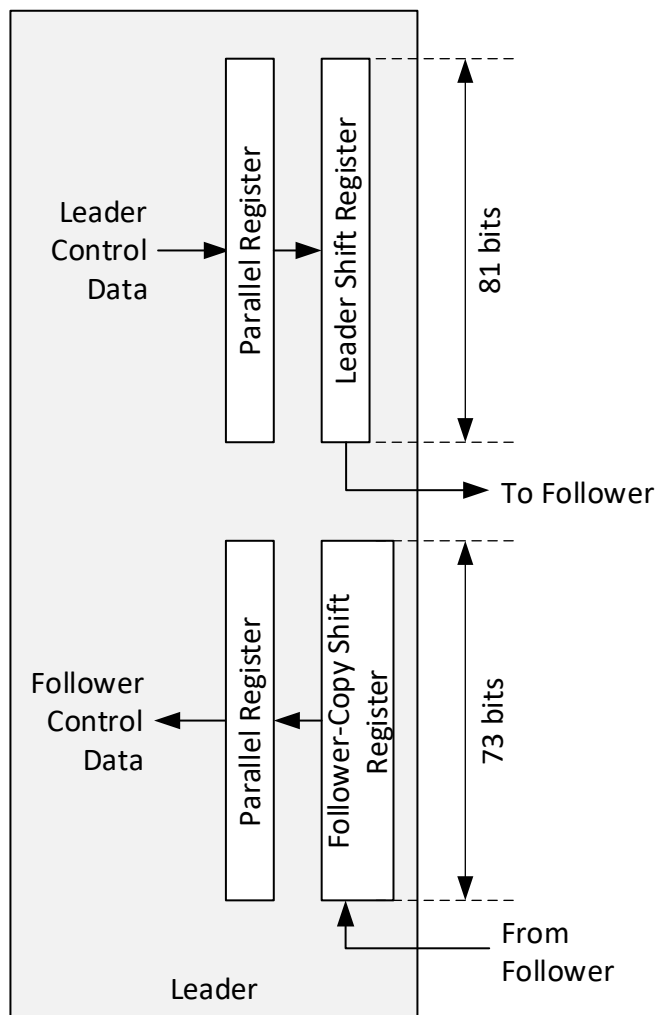 Leader
Control
Data
Parallel Register
Leader Shift Register
81 bits
To Follower
Follower
Control
Data
Parallel Register
Follower-Copy Shift
Register
73 bits
From
Follower
Leader